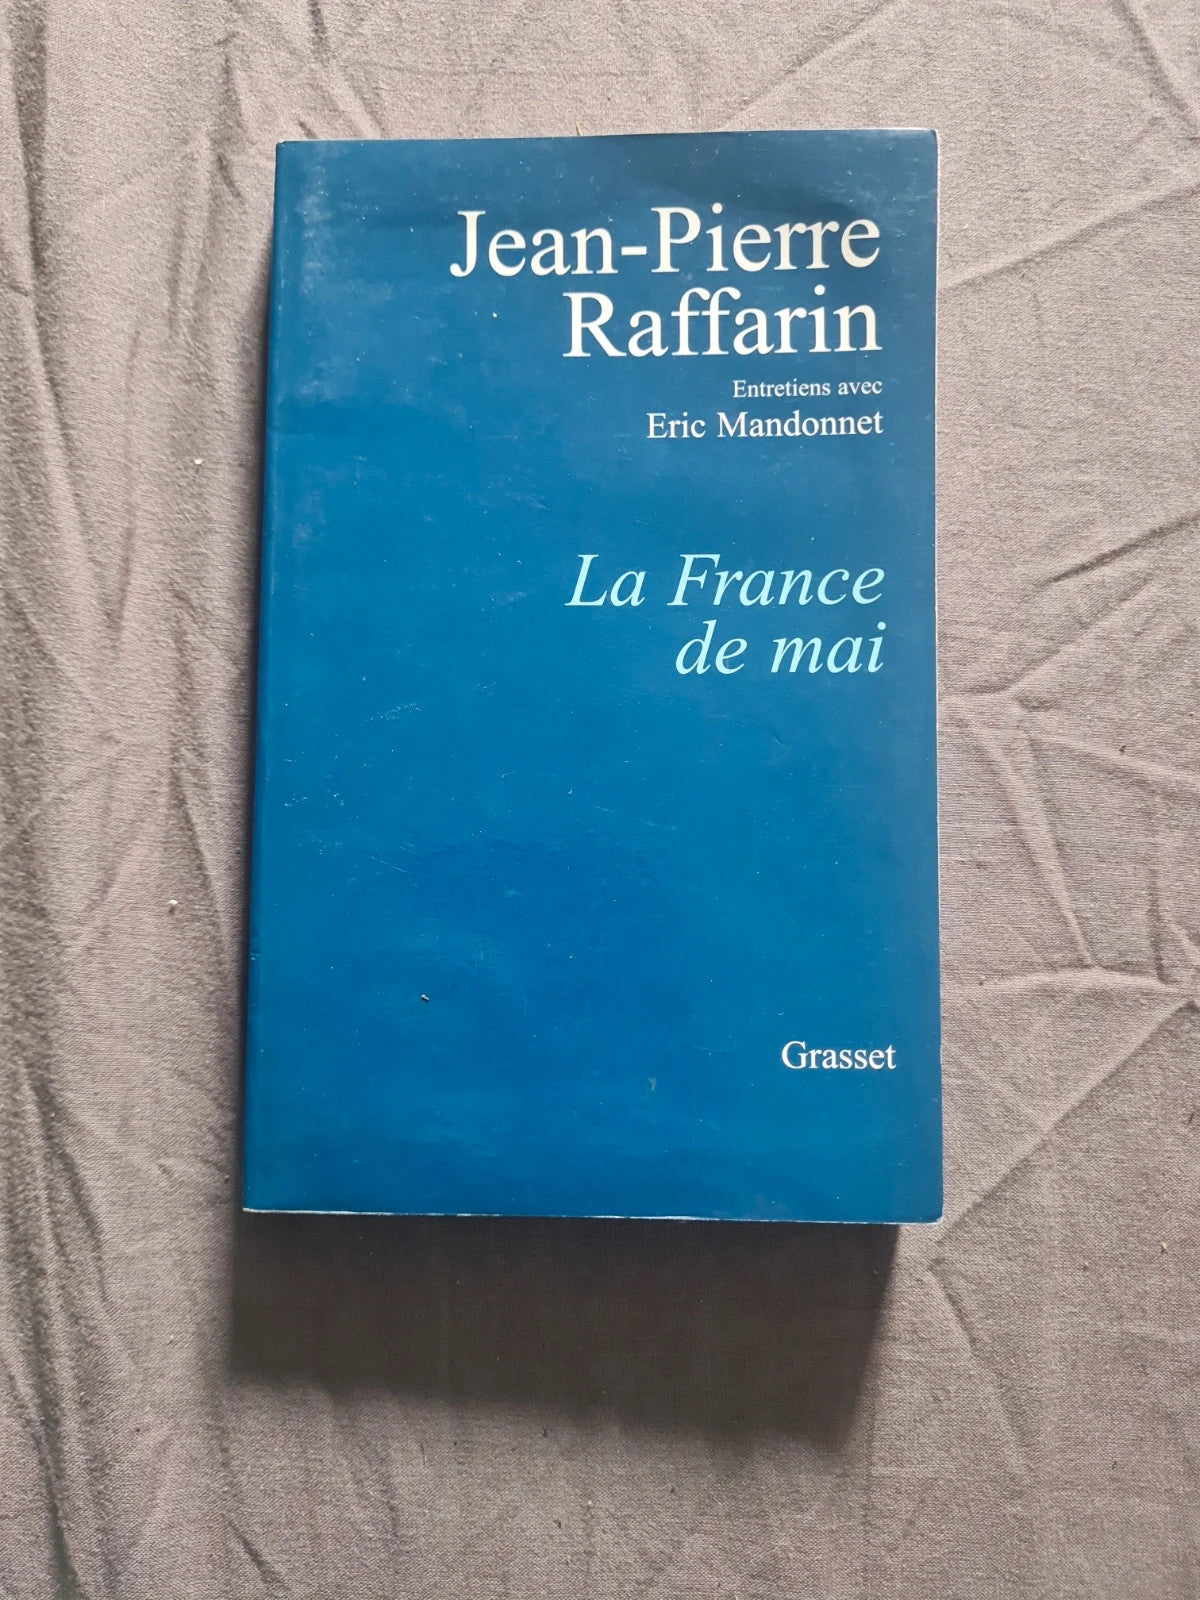 Jean-Pierre
Raffarin
Entretiens avec
Eric Mandonnet
La France
de mai
Grasset